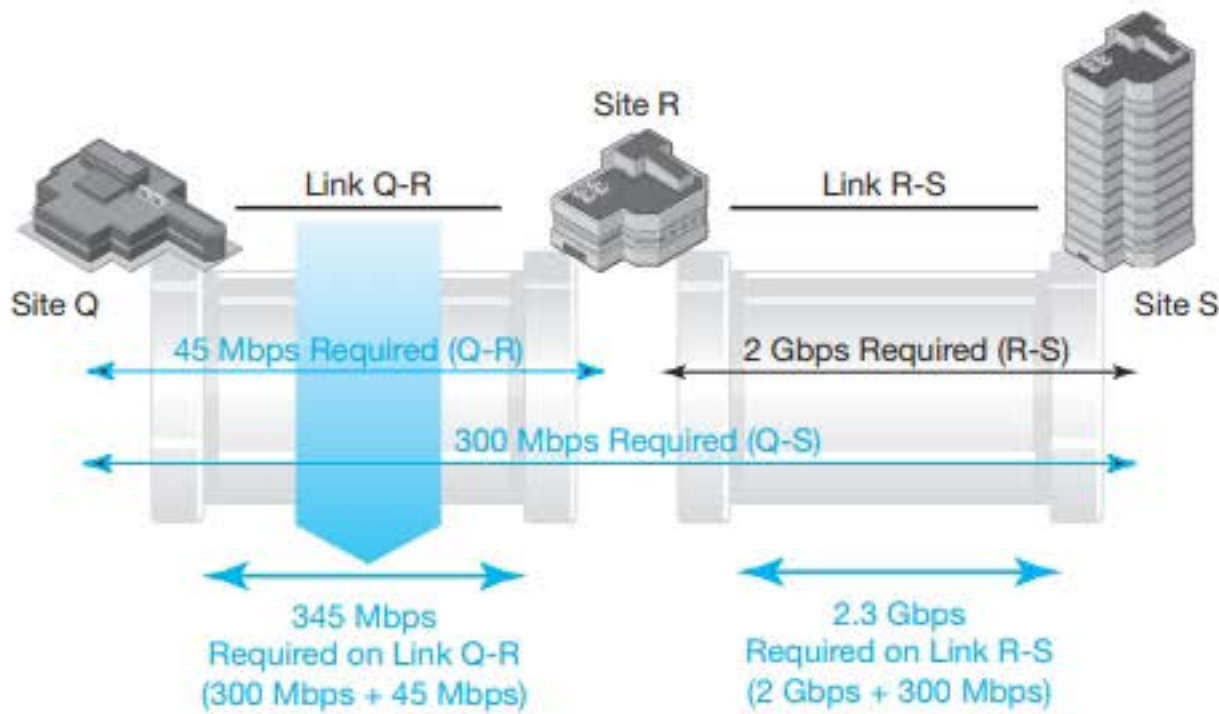 Site R
Link Q-R
Link R-S
Site Q
Site S
45 Mbps Required (Q-R)
2 Gbps Required (R-S)
300 Mbps Required (Q-S)
345 Mbps
Required on Link Q-R
(300 Mbps + 45 Mbps)
2.3 Gbps
Required on Link R-S
(2 Gbps + 300 Mbps)